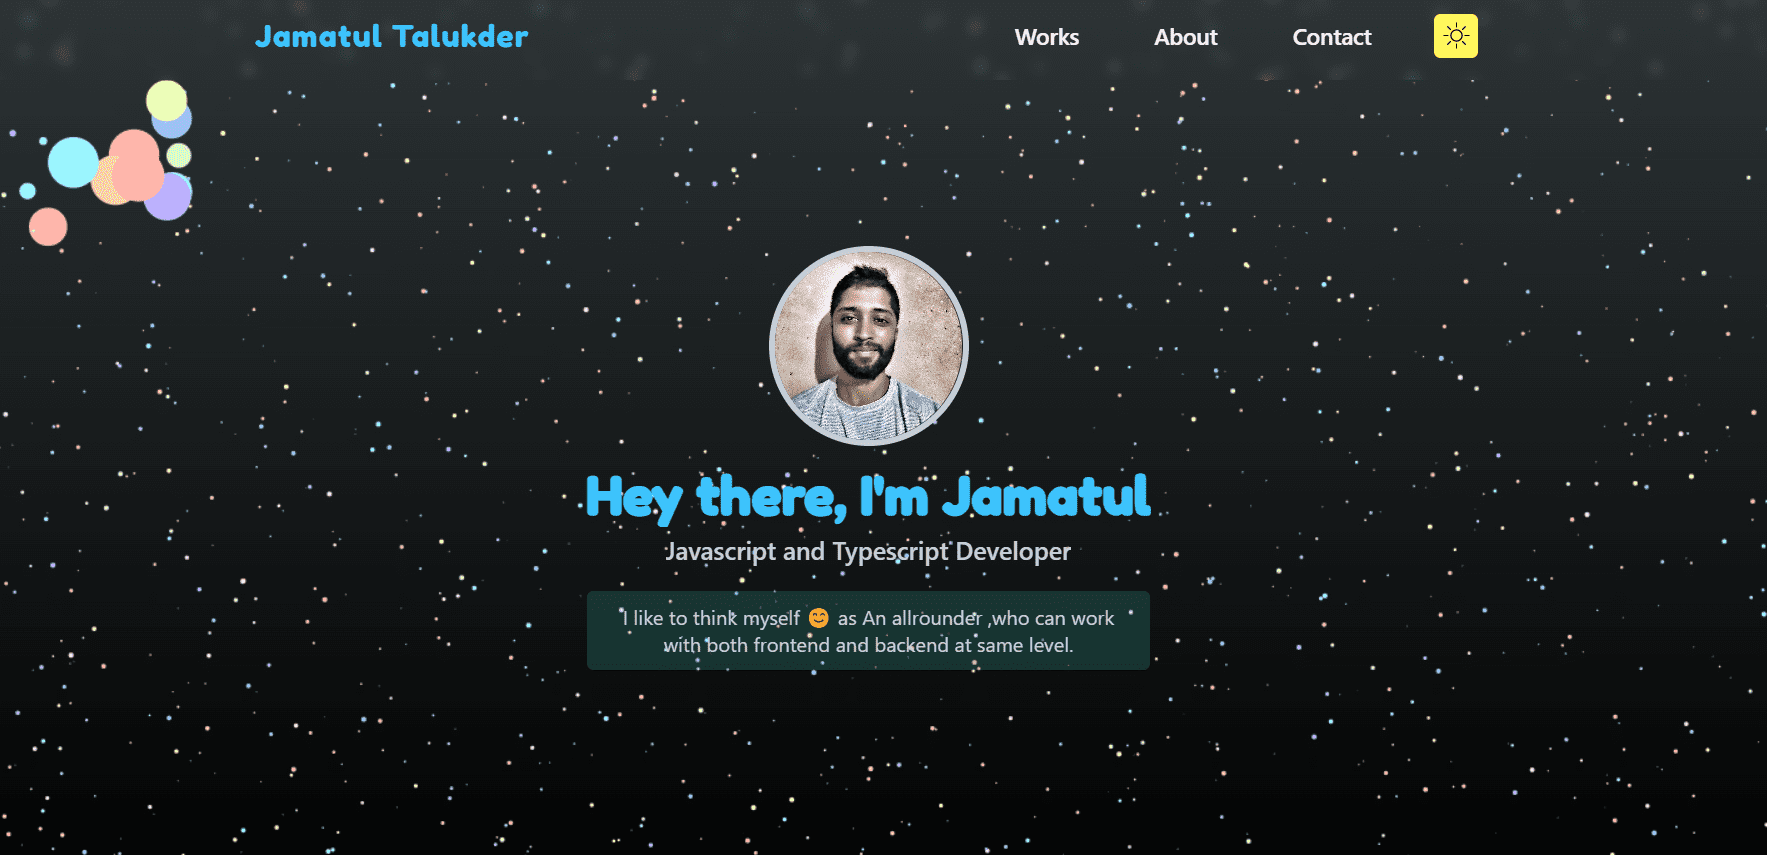 Jamatul Talukder
Works
About
Contact
Hey there, I'm Jamatul
Javascript and Typescript Developer
I like to think myself 😊 as An allrounder ,who can work
with both frontend and backend at same level.